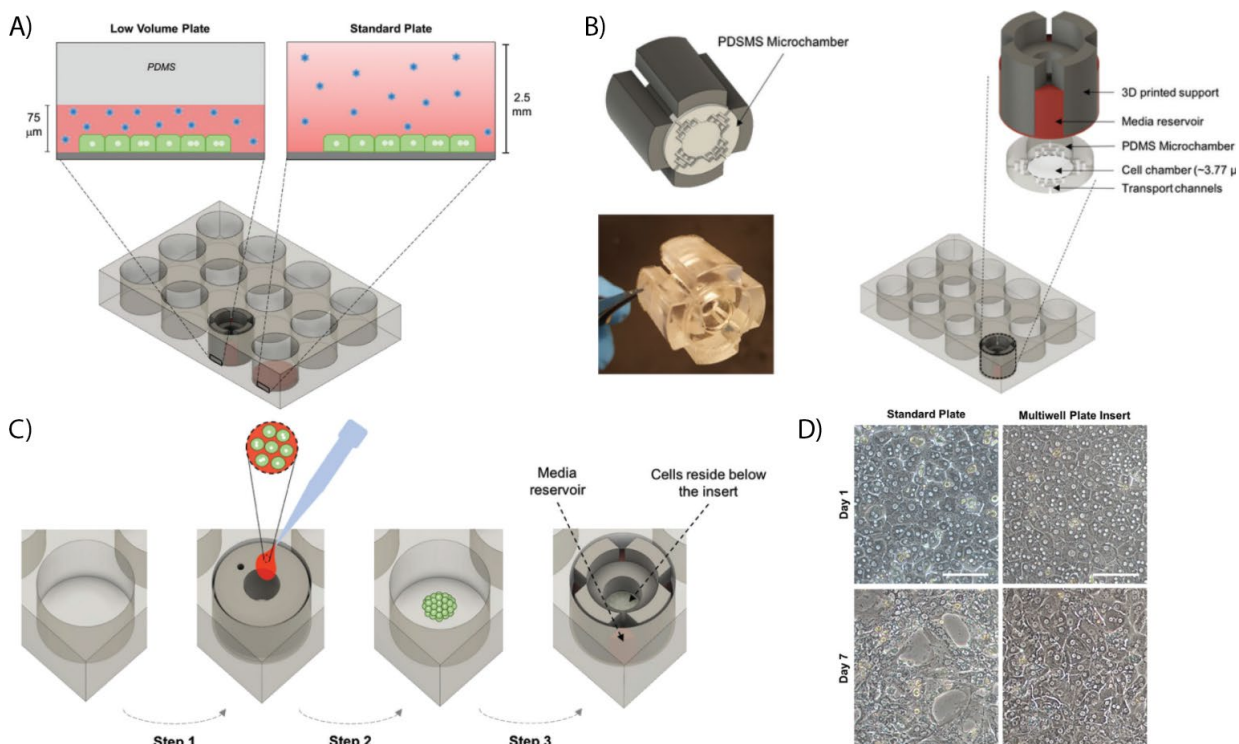 A)
Low Volume Plate
Standard Plate
PDMS
75
μm
2.5
mm
B)
PDSMS Microchamber
3D printed support
Media reservoir
PDMS Microchamber
Cell chamber (~3.77 μ
Transport channels
C)
Media
reservoir
Cells reside below
the insert
Step 1
Step 2
Step 3
D)
Standard Plate
Multiwell Plate Insert
Day 1
Day 7